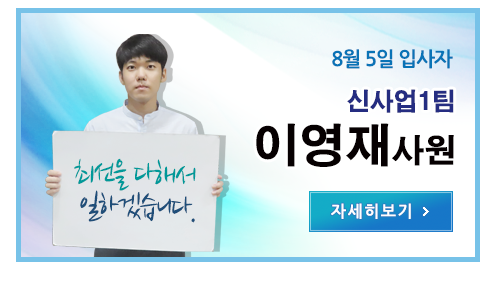 8월 5일 입사자
신사업1팀
이영재사원
최선을 다해서
일하겠습니다.
자세히보기 >